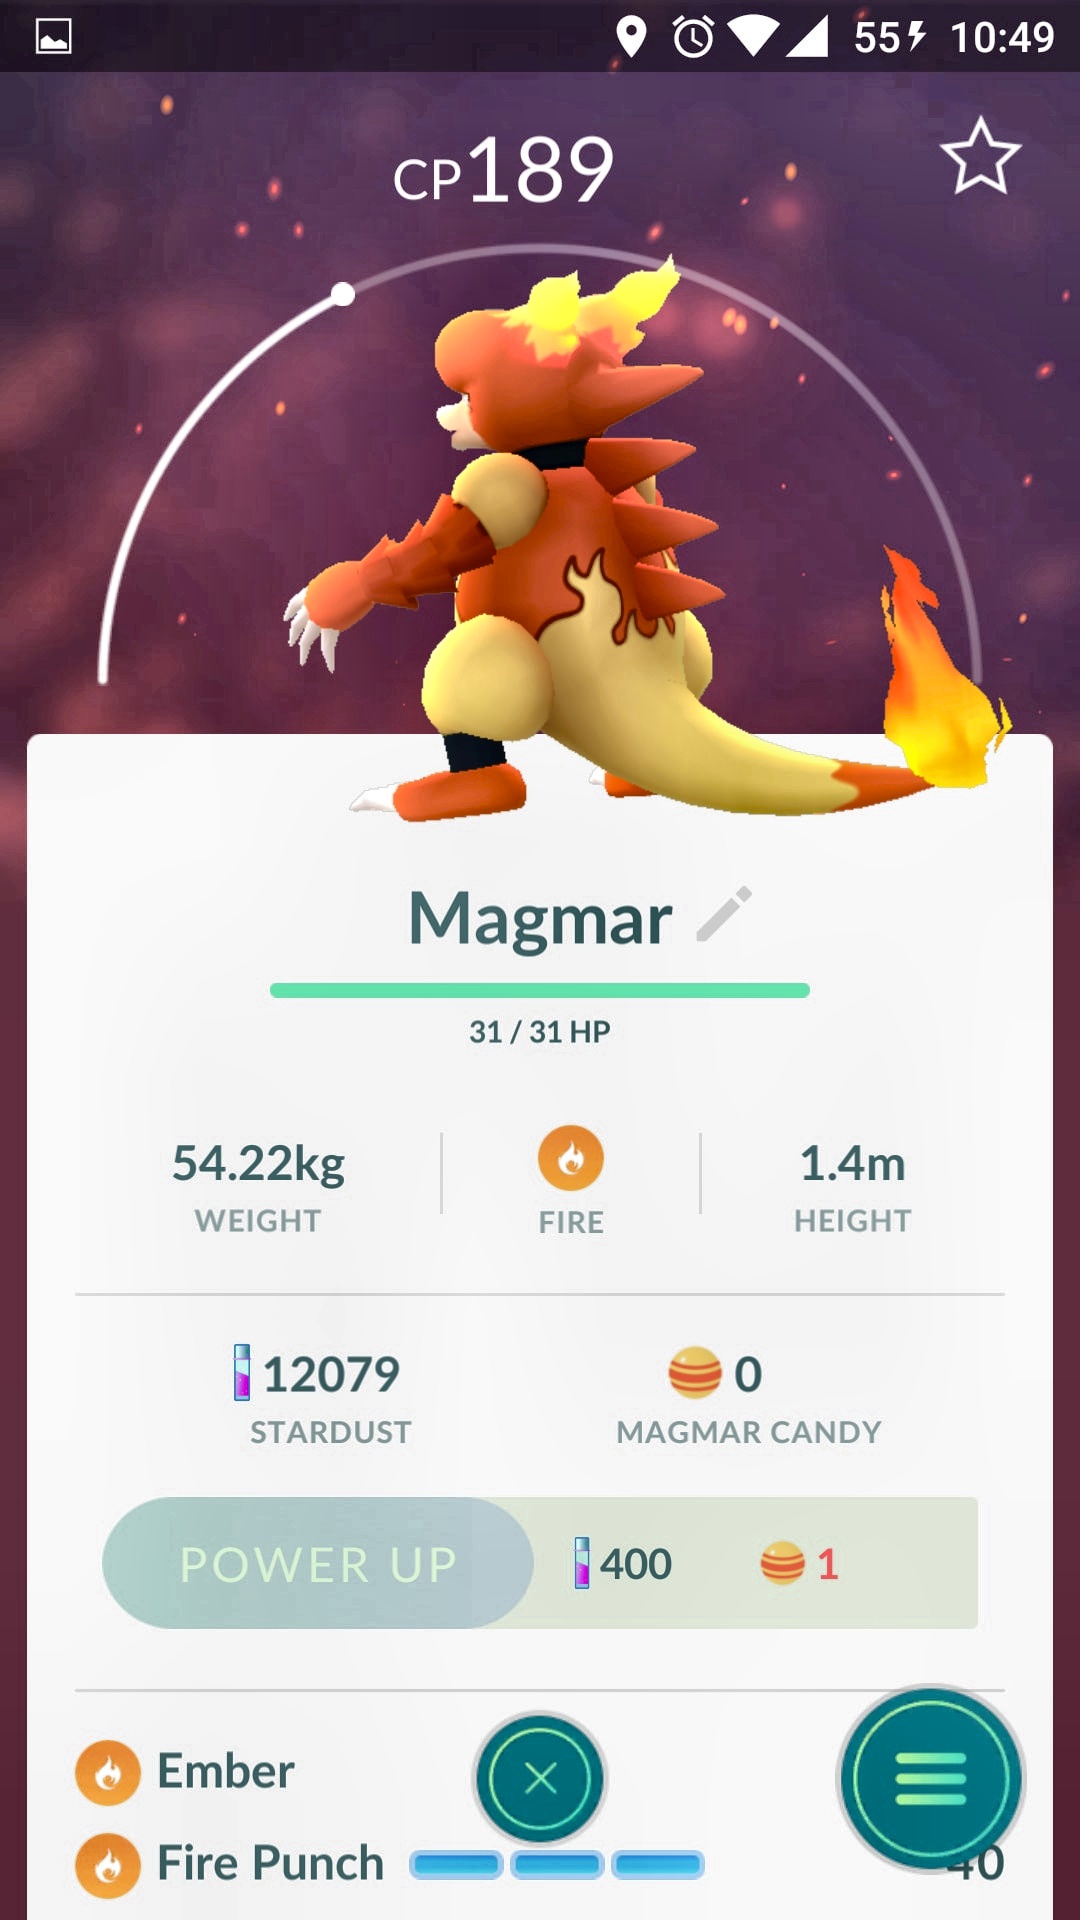 55 10:49
CP189
Magmar
31 / 31 HP
54.22kg
WEIGHT
FIRE
1.4m
HEIGHT
12079
STARDUST
0
MAGMAR CANDY
POWER UP 400 1
Ember
Fire Punch 40